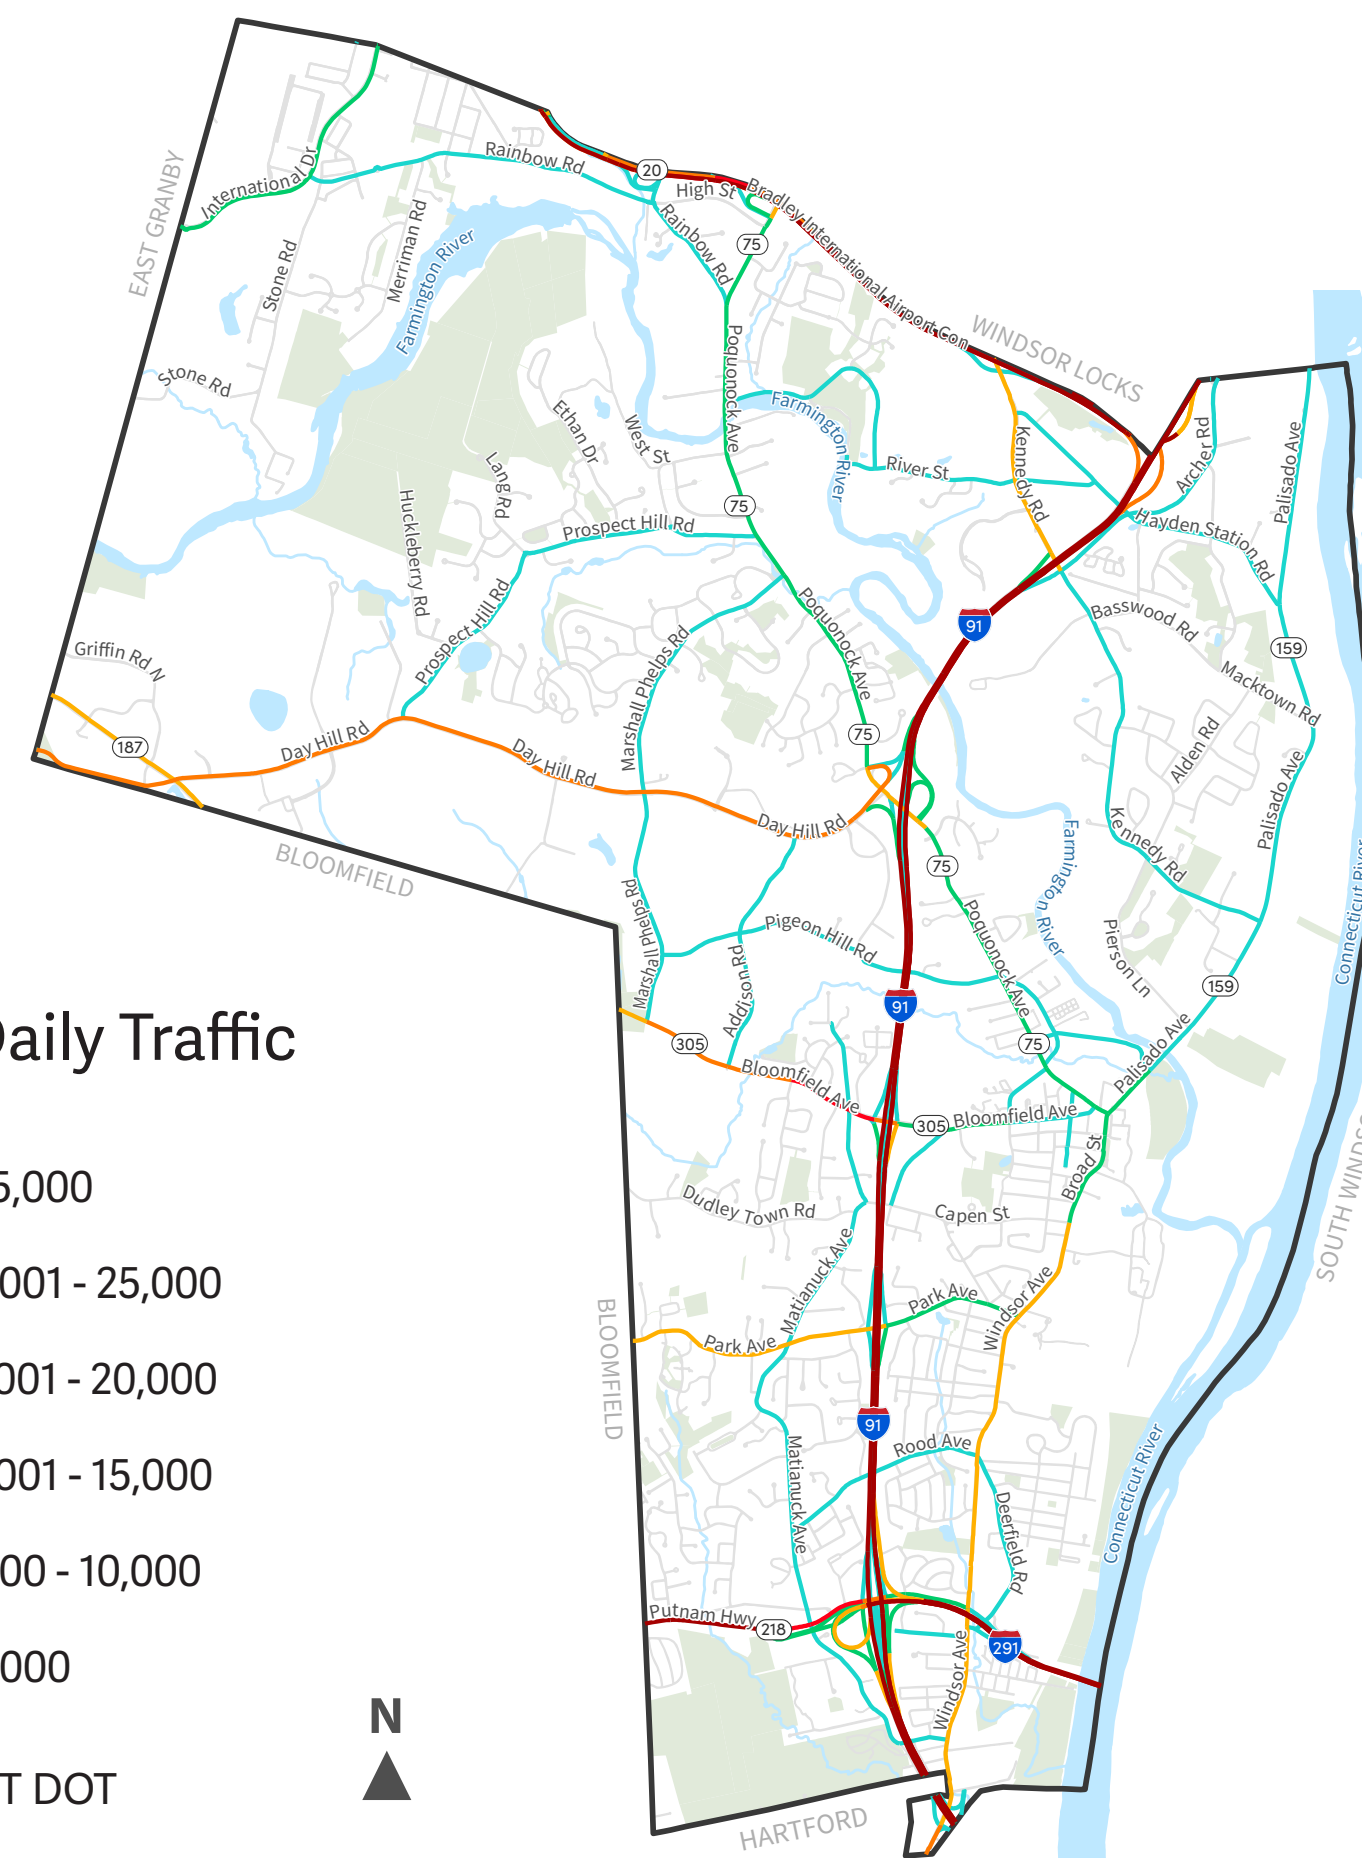 20
Rainbow Rd
High St
Bradley International Airport Con
International Dr
EAST GRANBY
Merriman Rd
Rainbow Rd
75
Stone Rd
Farmington River
WINDSOR LOCKS
Stone Rd
Poquonock Ave
Farmington River
Ethan Dr
West St
Kennedy Rd
Archer Rd
Palisado Ave
Lang Rd
River St
Huckleberry Rd
75
Prospect Hill Rd
Hayden Station Rd
Prospect Hill Rd
Poquonock Ave
91
Basswood Rd
Griffin Rd N
Marshall Phelps Rd
159
Macktown Rd
187
Day Hill Rd
Day Hill Rd
75
Alden Rd
Palisado Ave
Day Hill Rd
BLOOMFIELD
75
Farmington River
Kennedy Rd
Marshall Phelps Rd
Pigeon Hill Rd
Poquonock Ave
Pierson Ln
Connecticut River
Addison Rd
91
159
Daily Traffic
305
75
Palisado Ave
Bloomfield Ave
305
Bloomfield Ave
5,000
Broad St
Dudley Town Rd
Capen St
SOUTH WINDSO
001 - 25,000
Matianuck Ave
Park Ave
Windsor Ave
BLOOMFIELD
Park Ave
001 - 20,000
91
Rood Ave
001 - 15,000
Matianuck Ave
Deerfield Rd
Connecticut River
00 - 10,000
Putnam Hwy
218
291
000
Windsor Ave
N
T DOT
HARTFORD